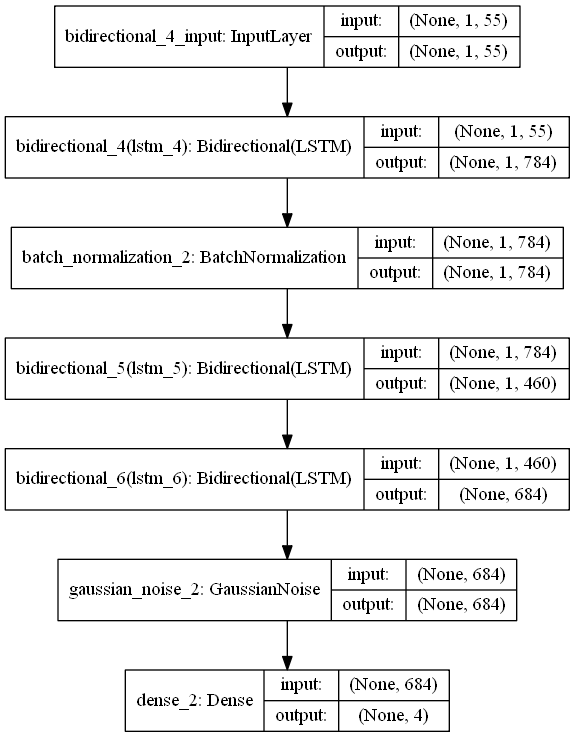 bidirectional_4_input: InputLayer
input: (None, 1, 55)
output: (None, 1, 55)
bidirectional_4(lstm_4): Bidirectional(LSTM)
input: (None, 1, 55)
output: (None, 1, 784)
batch_normalization_2: BatchNormalization
input: (None, 1, 784)
output: (None, 1, 784)
bidirectional_5(lstm_5): Bidirectional(LSTM)
input: (None, 1, 784)
output: (None, 1, 460)
bidirectional_6(lstm_6): Bidirectional(LSTM)
input: (None, 1, 460)
output: (None, 684)
gaussian_noise_2: GaussianNoise
input: (None, 684)
output: (None, 684)
dense_2: Dense
input: (None, 684)
output: (None, 4)